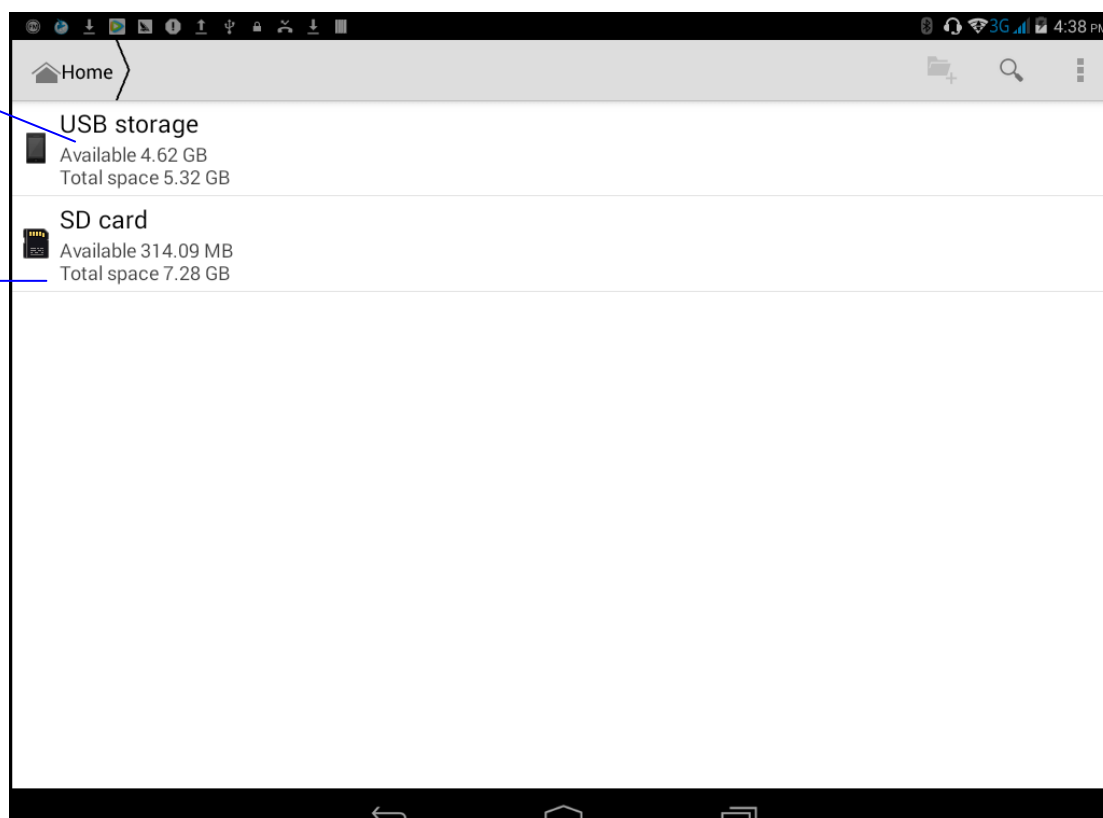 3G 4:38 PM
Home
USB storage
Available 4.62 GB
Total space 5.32 GB
SD card
Available 314.09 MB
Total space 7.28 GB